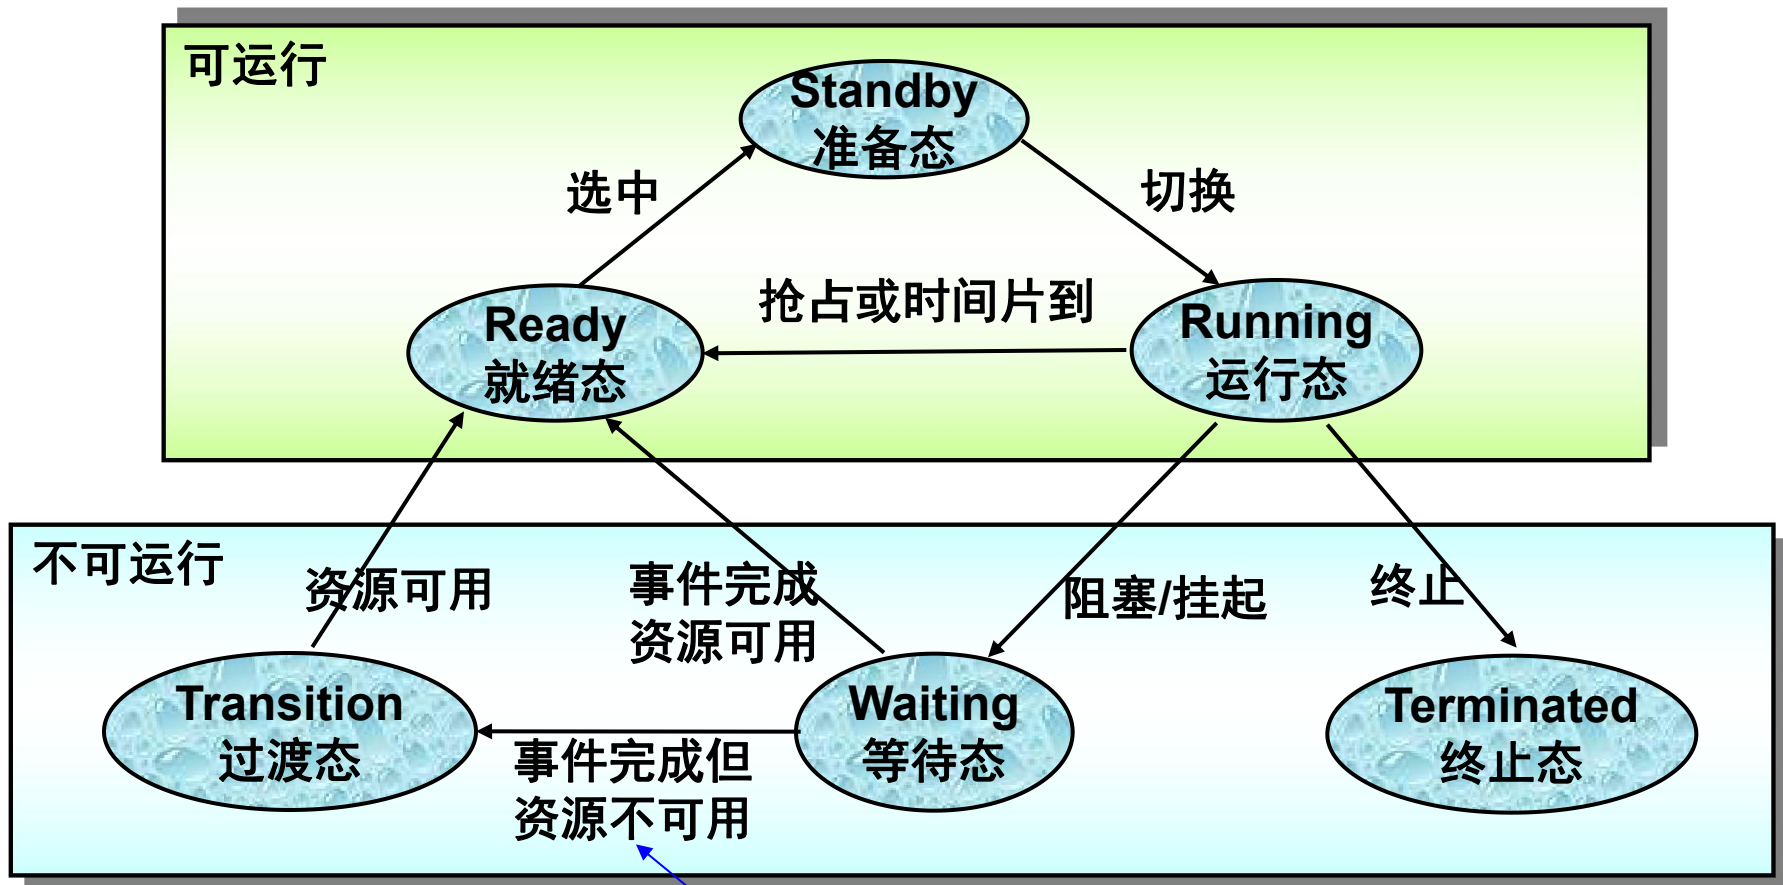 可运行
Standby
准备态
选中
切换
抢占或时间片到
Ready
就绪态
Running
运行态
不可运行
资源可用
事件完成
资源可用
阻塞/挂起
终止
Transition
过渡态
Waiting
等待态
Terminated
终止态
事件完成但
资源不可用